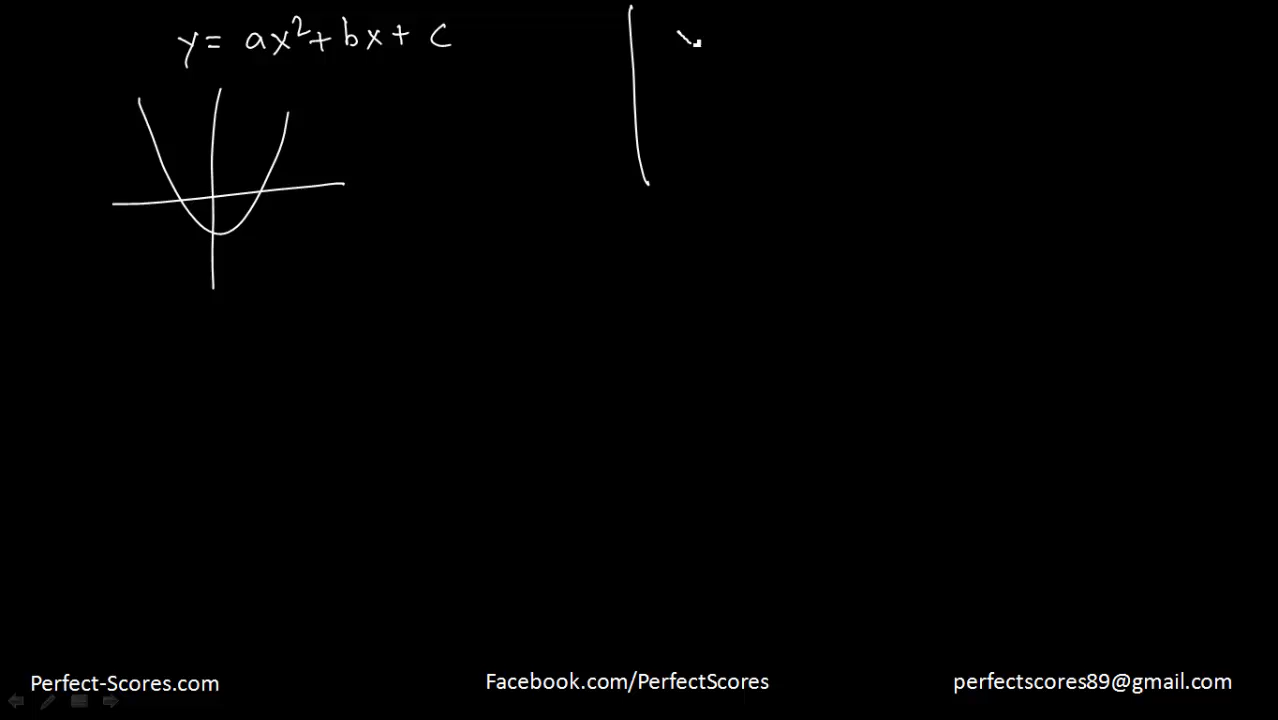 y = ax²+bx+ c
Perfect-Scores.com
Facebook.com/PerfectScores
perfectscores89@gmail.com